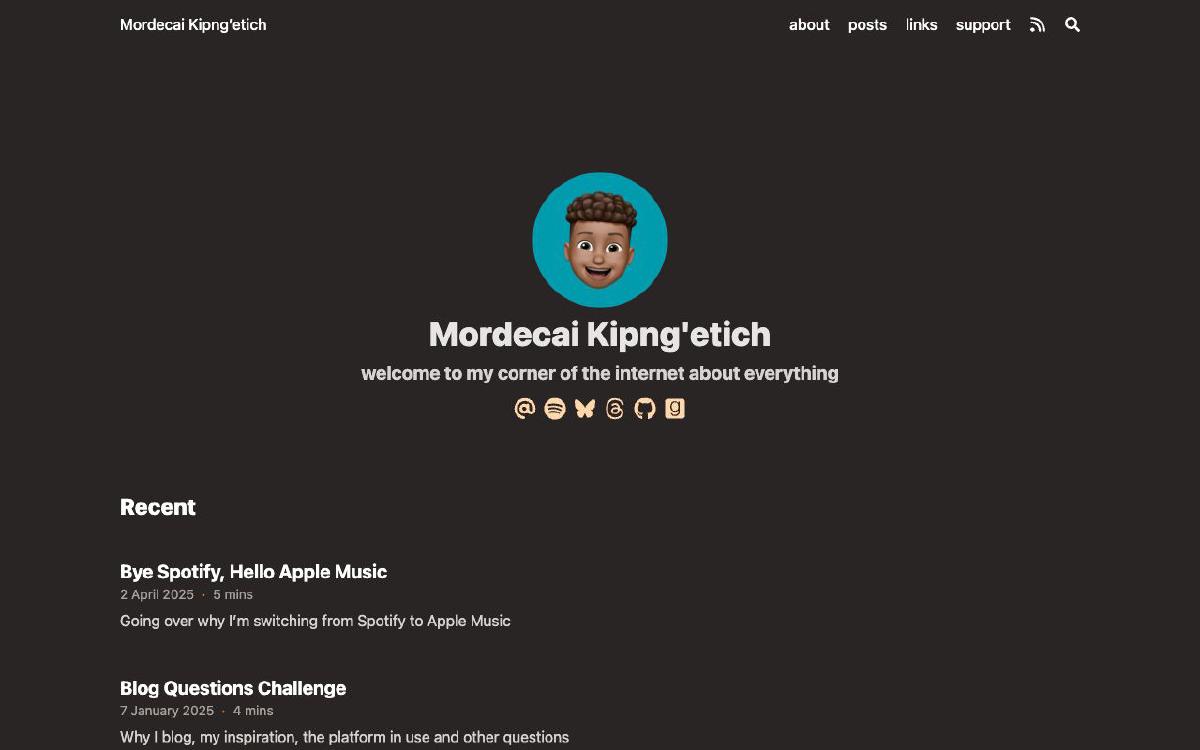 Mordecai Kipng’etich
about posts links support
Mordecai Kipng'etich
welcome to my corner of the internet about everything
Recent
Bye Spotify, Hello Apple Music
2 April 2025 · 5 mins
Going over why I’m switching from Spotify to Apple Music
Blog Questions Challenge
7 January 2025 · 4 mins
Why I blog, my inspiration, the platform in use and other questions